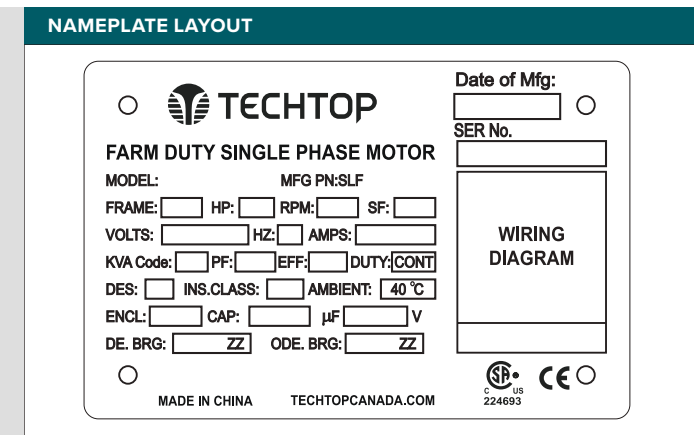 NAMEPLATE LAYOUT
TECHTOP
Date of Mfg:
SER No.
FARM DUTY SINGLE PHASE MOTOR
MODEL: MFG PN:SLF
FRAME: HP: RPM: SF:
VOLTS: HZ: AMPS:
KVA Code: PF: EFF: DUTY: CONT
DES: INS.CLASS: AMBIENT: 40 °C
ENCL: CAP: µF V
DE. BRG: ZZ ODE. BRG: ZZ
WIRING
DIAGRAM
MADE IN CHINA TECHTOPCANADA.COM
SA
C US
224693
CE